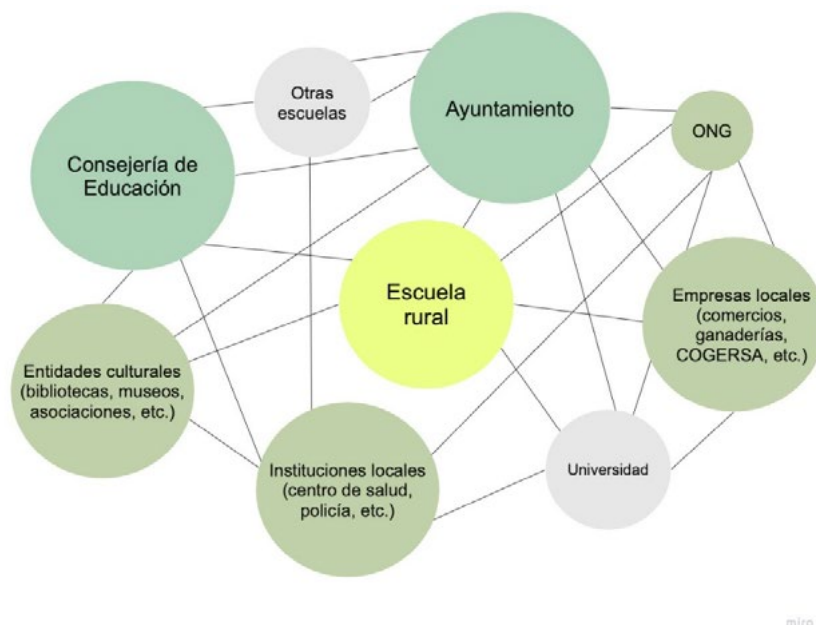 Otras
escuelas
Ayuntamiento
ONG
Consejería de
Educación
Escuela
rural
Empresas locales
(comercios,
ganaderías,
COGERSA, etc.)
Entidades culturales
(bibliotecas, museos,
asociaciones, etc.)
Instituciones locales
(centro de salud,
policía, etc.)
Universidad
miro